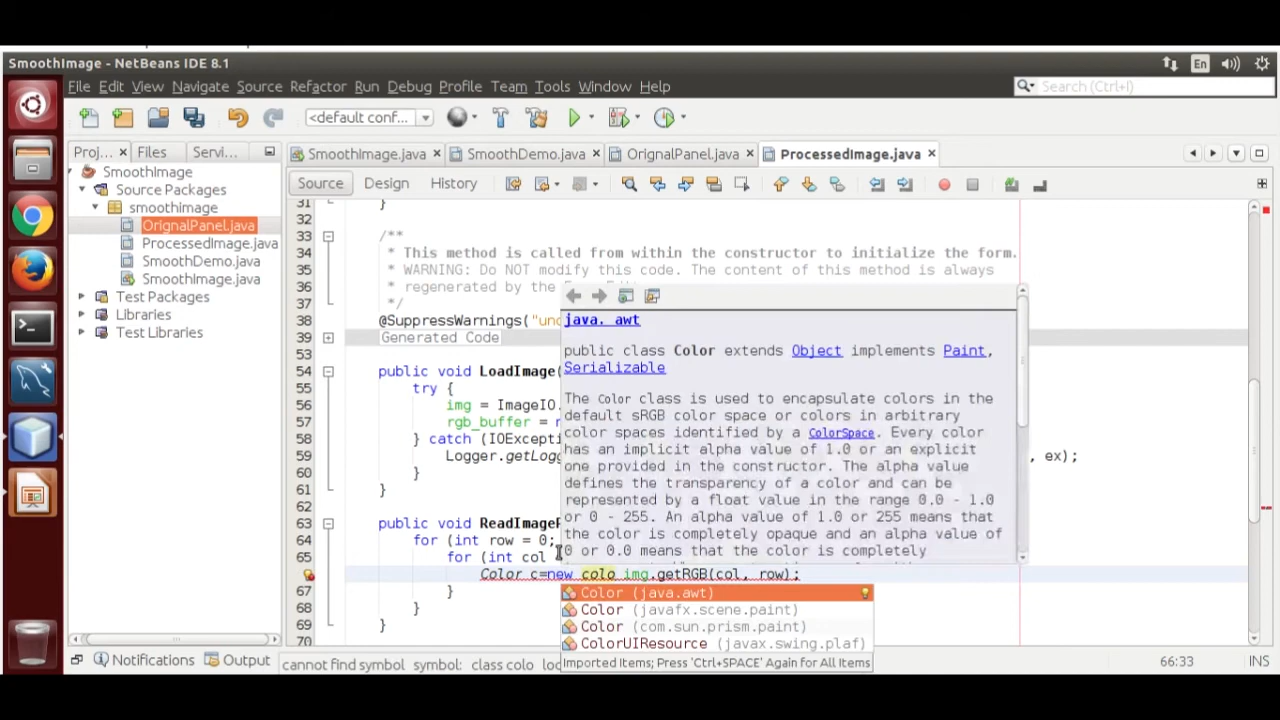 SmoothImage - NetBeans IDE 8.1
En
File Edit View Navigate Source Refactor Run Debug Profile Team Tools Window Help
Search (Ctrl+I)
<default conf...
Proj... × Files Servi...
SmoothImage.java × SmoothDemo.java × OrignalPanel.java × ProcessedImage.java ×
SmoothImage
Source Packages
smoothimage
OrignalPanel.java
ProcessedImage.java
SmoothDemo.java
SmoothImage.java
Test Packages
Libraries
Test Libraries
Source Design History
31 }
32
33 /**
34 * This method is called from within the constructor to initialize the form.
35 * WARNING: Do NOT modify this code. The content of this method is always
36 * regenerated by the
37 */
38 @SuppressWarnings("unc
39 Generated Code
53
54 public void LoadImage(
55 try {
56 img = ImageIO.
57 rgb_buffer = n
58 } catch (IOExcepti
59 Logger.getLogg , ex);
60 }
61 }
62
63 public void ReadImageF
64 for (int row = 0;
65 for (int col
Color c=new colo img.getRGB(col, row);
67 }
68 }
69 }
70
java. awt
public class Color extends Object implements Paint,
Serializable
The Color class is used to encapsulate colors in the
default sRGB color space or colors in arbitrary
color spaces identified by a ColorSpace. Every color
has an implicit alpha value of 1.0 or an explicit
one provided in the constructor. The alpha value
defines the transparency of a color and can be
represented by a float value in the range 0.0 - 1.0
or 0 - 255. An alpha value of 1.0 or 255 means that
the color is completely opaque and an alpha value of
0 or 0.0 means that the color is completely
Color (java.awt)
Color (javafx.scene.paint)
Color (com.sun.prism.paint)
ColorUIResource (javax.swing.plaf)
Imported Items; Press 'Ctrl+SPACE' Again for All Items
Notifications Output
cannot find symbol symbol: class colo loc
66:33 INS